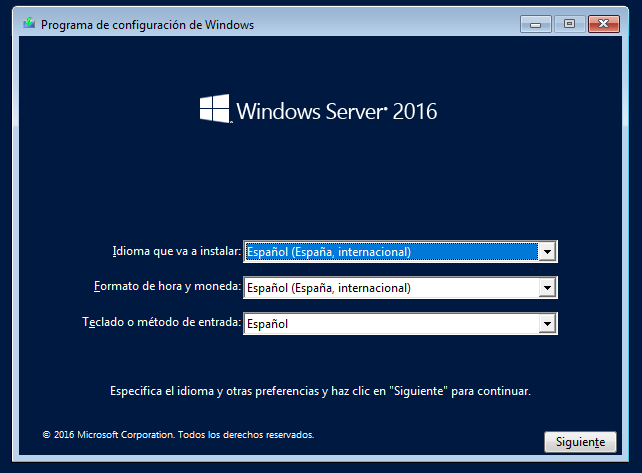 Programa de configuración de Windows
Windows Server® 2016
Idioma que va a instalar: Español (España, internacional)
Formato de hora y moneda: Español (España, internacional)
Teclado o método de entrada: Español
Especifica el idioma y otras preferencias y haz clic en "Siguiente" para continuar.
© 2016 Microsoft Corporation. Todos los derechos reservados.
Siguiente